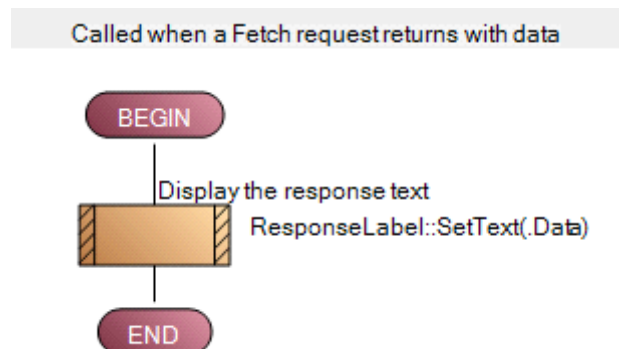 Called when a Fetch request returns with data
BEGIN
Display the response text
ResponseLabel::SetText(.Data)
END